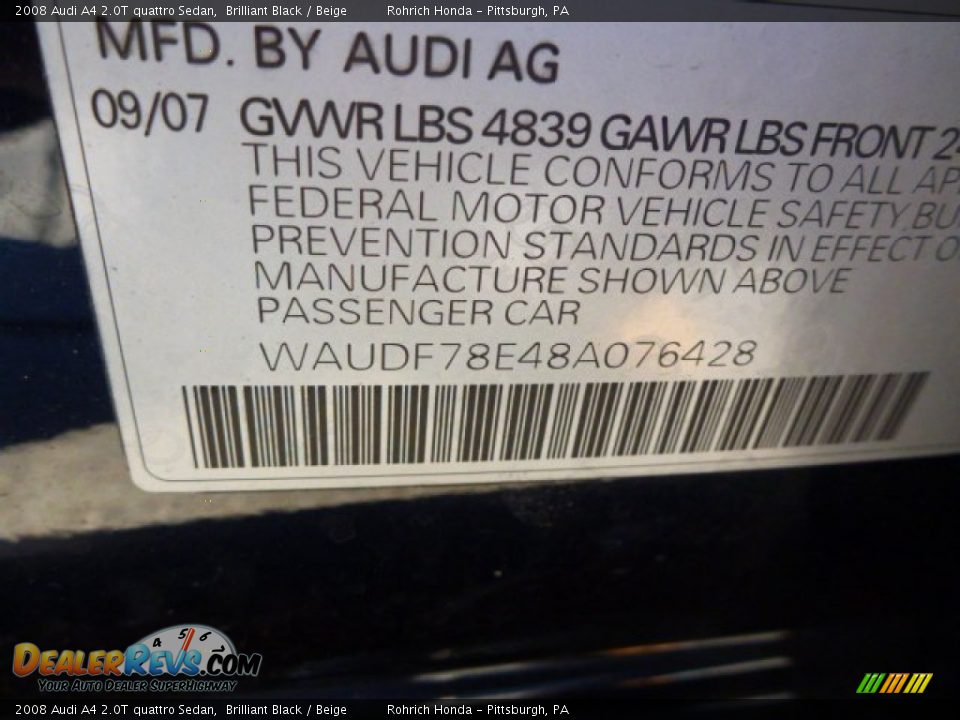 2008 Audi A4 2.0T quattro Sedan,  Brilliant Black / Beige        Rohrich Honda - Pittsburgh, PA
MFD. BY AUDI AG
09/07 GVWR LBS 4839 GAWR LBS FRONT
THIS VEHICLE CONFORMS TO ALL
FEDERAL MOTOR VEHICLE SAFETY,
PREVENTION STANDARDS IN EFFECT
MANUFACTURE SHOWN ABOVE
PASSENGER CAR
WAUDF78E48A076428
4 5 6
DEALERREVS.COM
YOUR AUTO DEALER SUPERHIGHWAY
2008 Audi A4 2.0T quattro Sedan,  Brilliant Black / Beige        Rohrich Honda - Pittsburgh, PA